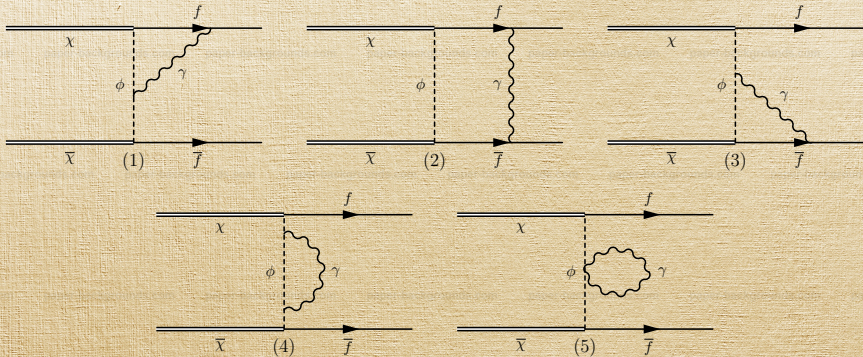 f f f
χ χ χ
ϕ γ ϕ γ ϕ γ
χ̅ (1) f̅ χ̅ (2) f̅ χ̅ (3) f̅
f f
χ χ
ϕ γ ϕ γ
χ̅ (4) f̅ χ̅ (5) f̅